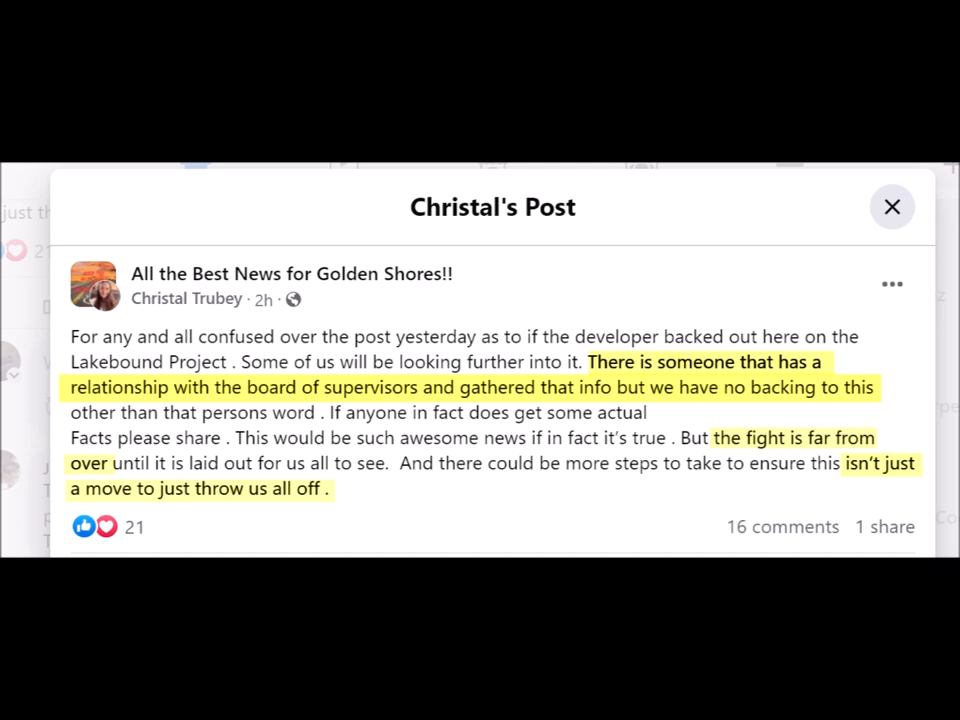 Christal's Post
All the Best News for Golden Shores!!
Christal Trubey · 2h ·
For any and all confused over the post yesterday as to if the developer backed out here on the
Lakebound Project . Some of us will be looking further into it. There is someone that has a
relationship with the board of supervisors and gathered that info but we have no backing to this
other than that persons word . If anyone in fact does get some actual
Facts please share . This would be such awesome news if in fact it’s true . But the fight is far from
over until it is laid out for us all to see.  And there could be more steps to take to ensure this isn’t just
a move to just throw us all off .
21
16 comments 1 share
just th
21